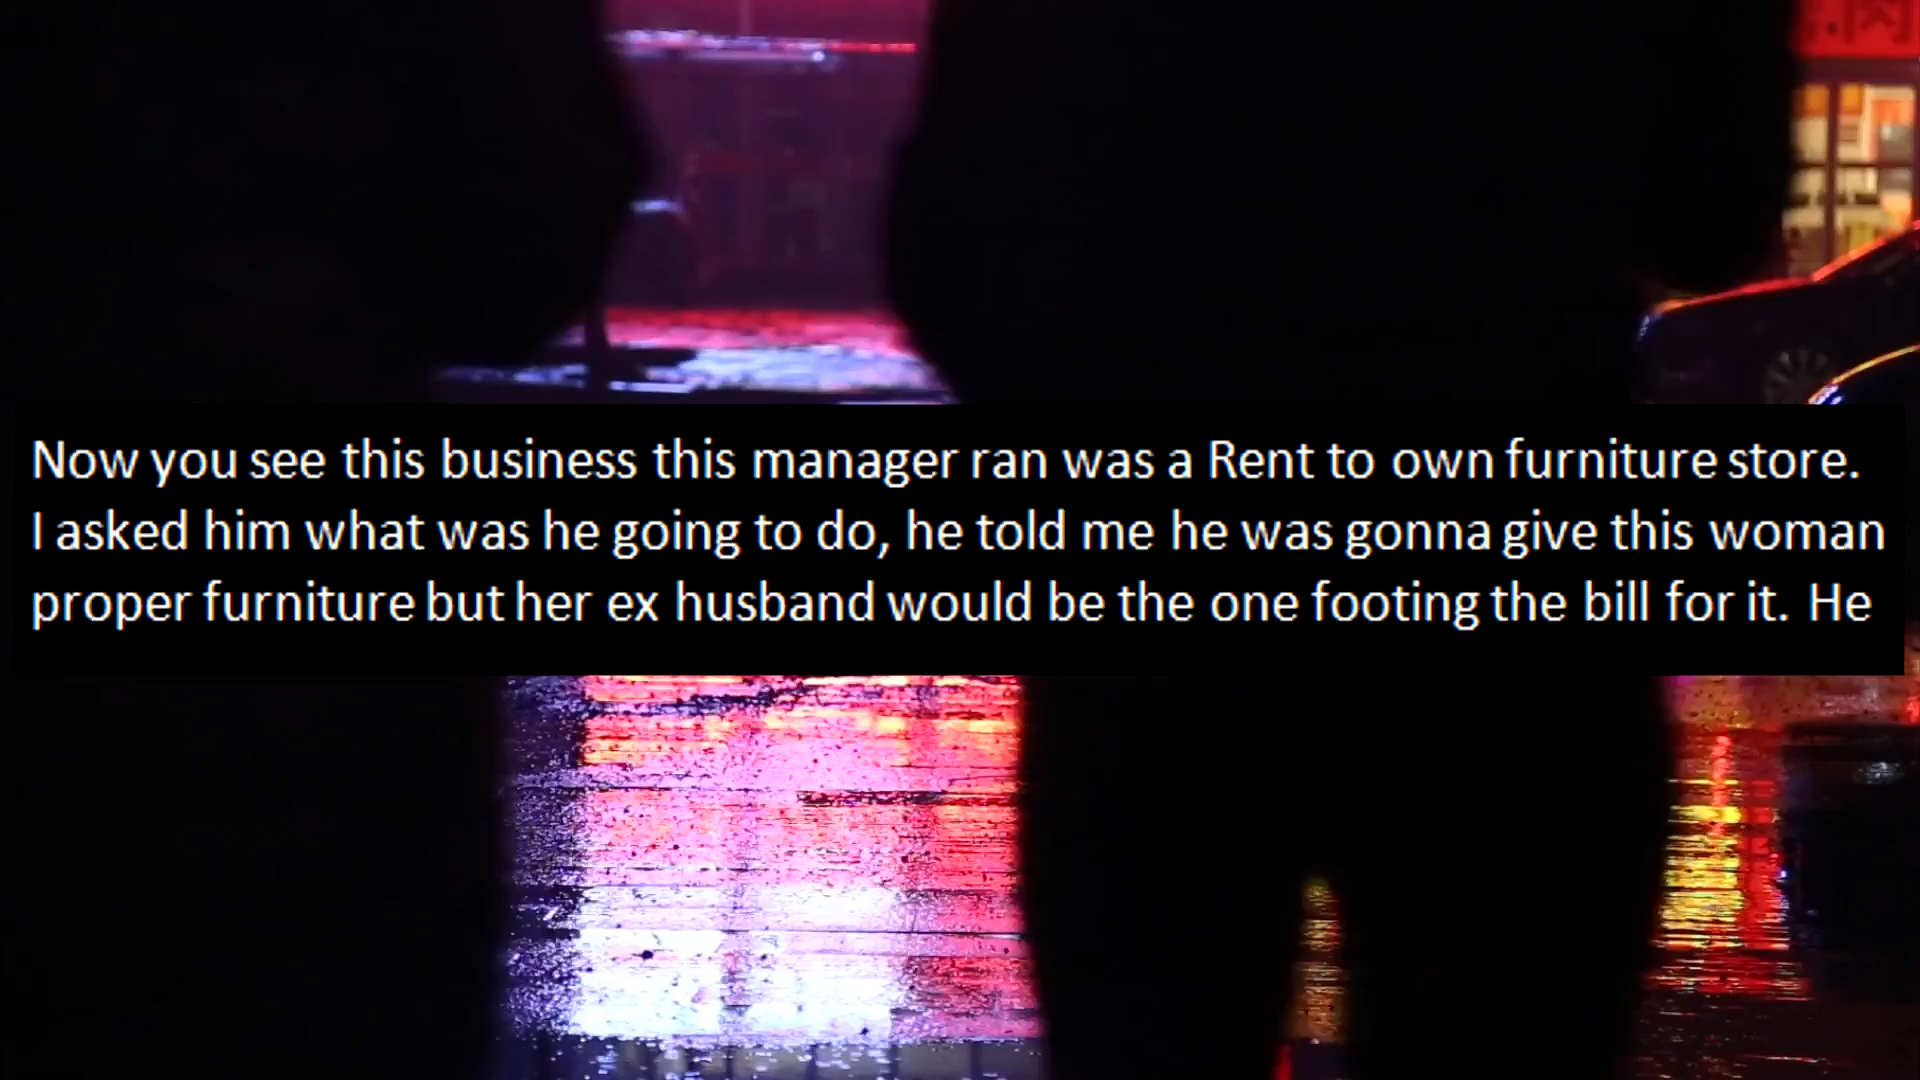 Now you see this business this manager ran was a Rent to own furniture store.
I asked him what was he going to do, he told me he was gonna give this woman
proper furniture but her ex husband would be the one footing the bill for it. He